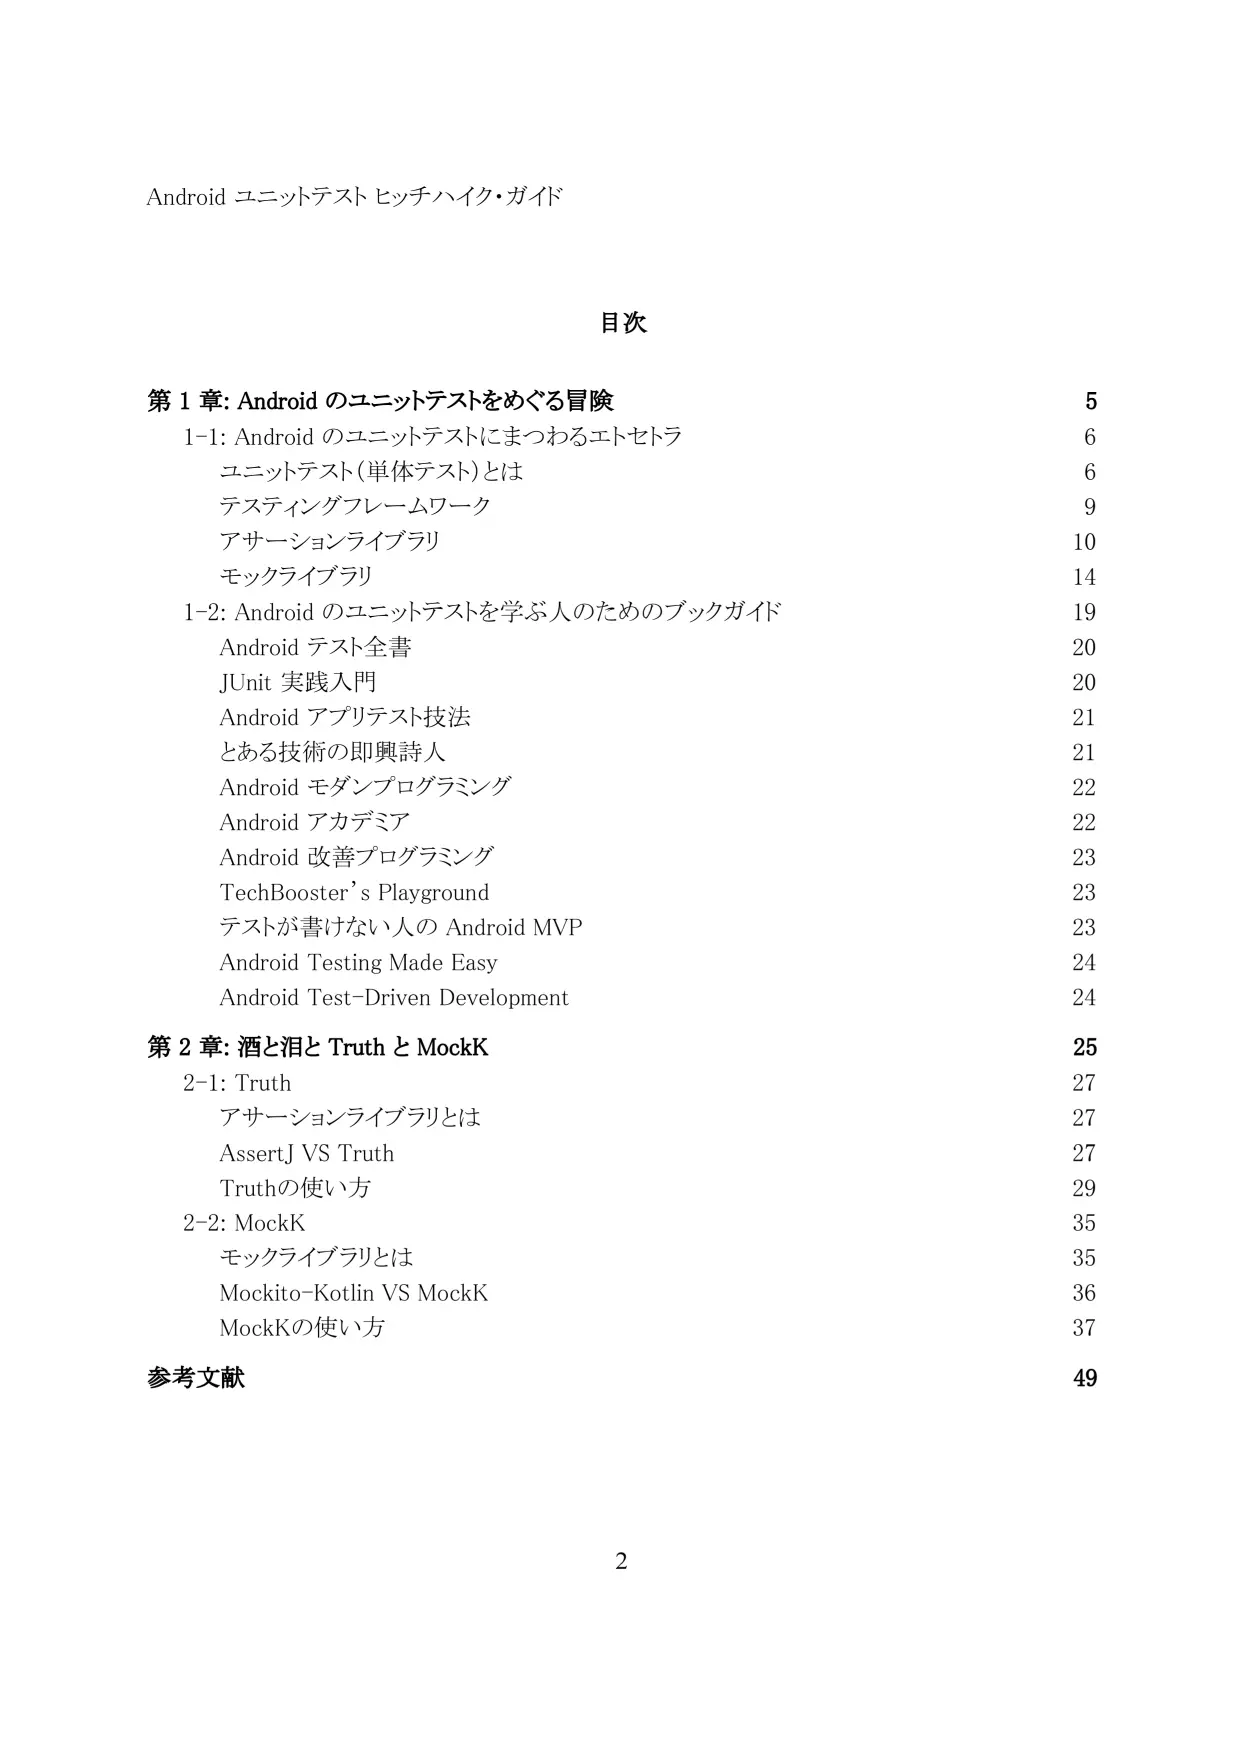 Android ユニットテスト ヒッチハイク・ガイド
目次
第 1 章: Android のユニットテストをめぐる冒険 5
1-1: Android のユニットテストにまつわるエトセトラ 6
ユニットテスト（単体テスト）とは 6
テスティングフレームワーク 9
アサーションライブラリ 10
モックライブラリ 14
1-2: Android のユニットテストを学ぶ人のためのブックガイド 19
Android テスト全書 20
JUnit 実践入門 20
Android アプリテスト技法 21
とある技術の即興詩人 21
Android モダンプログラミング 22
Android アカデミア 22
Android 改善プログラミング 23
TechBooster’s Playground 23
テストが書けない人の Android MVP 23
Android Testing Made Easy 24
Android Test-Driven Development 24
第 2 章: 酒と泪と Truth と MockK 25
2-1: Truth 27
アサーションライブラリとは 27
AssertJ VS Truth 27
Truthの使い方 29
2-2: MockK 35
モックライブラリとは 35
Mockito-Kotlin VS MockK 36
MockKの使い方 37
参考文献 49
2